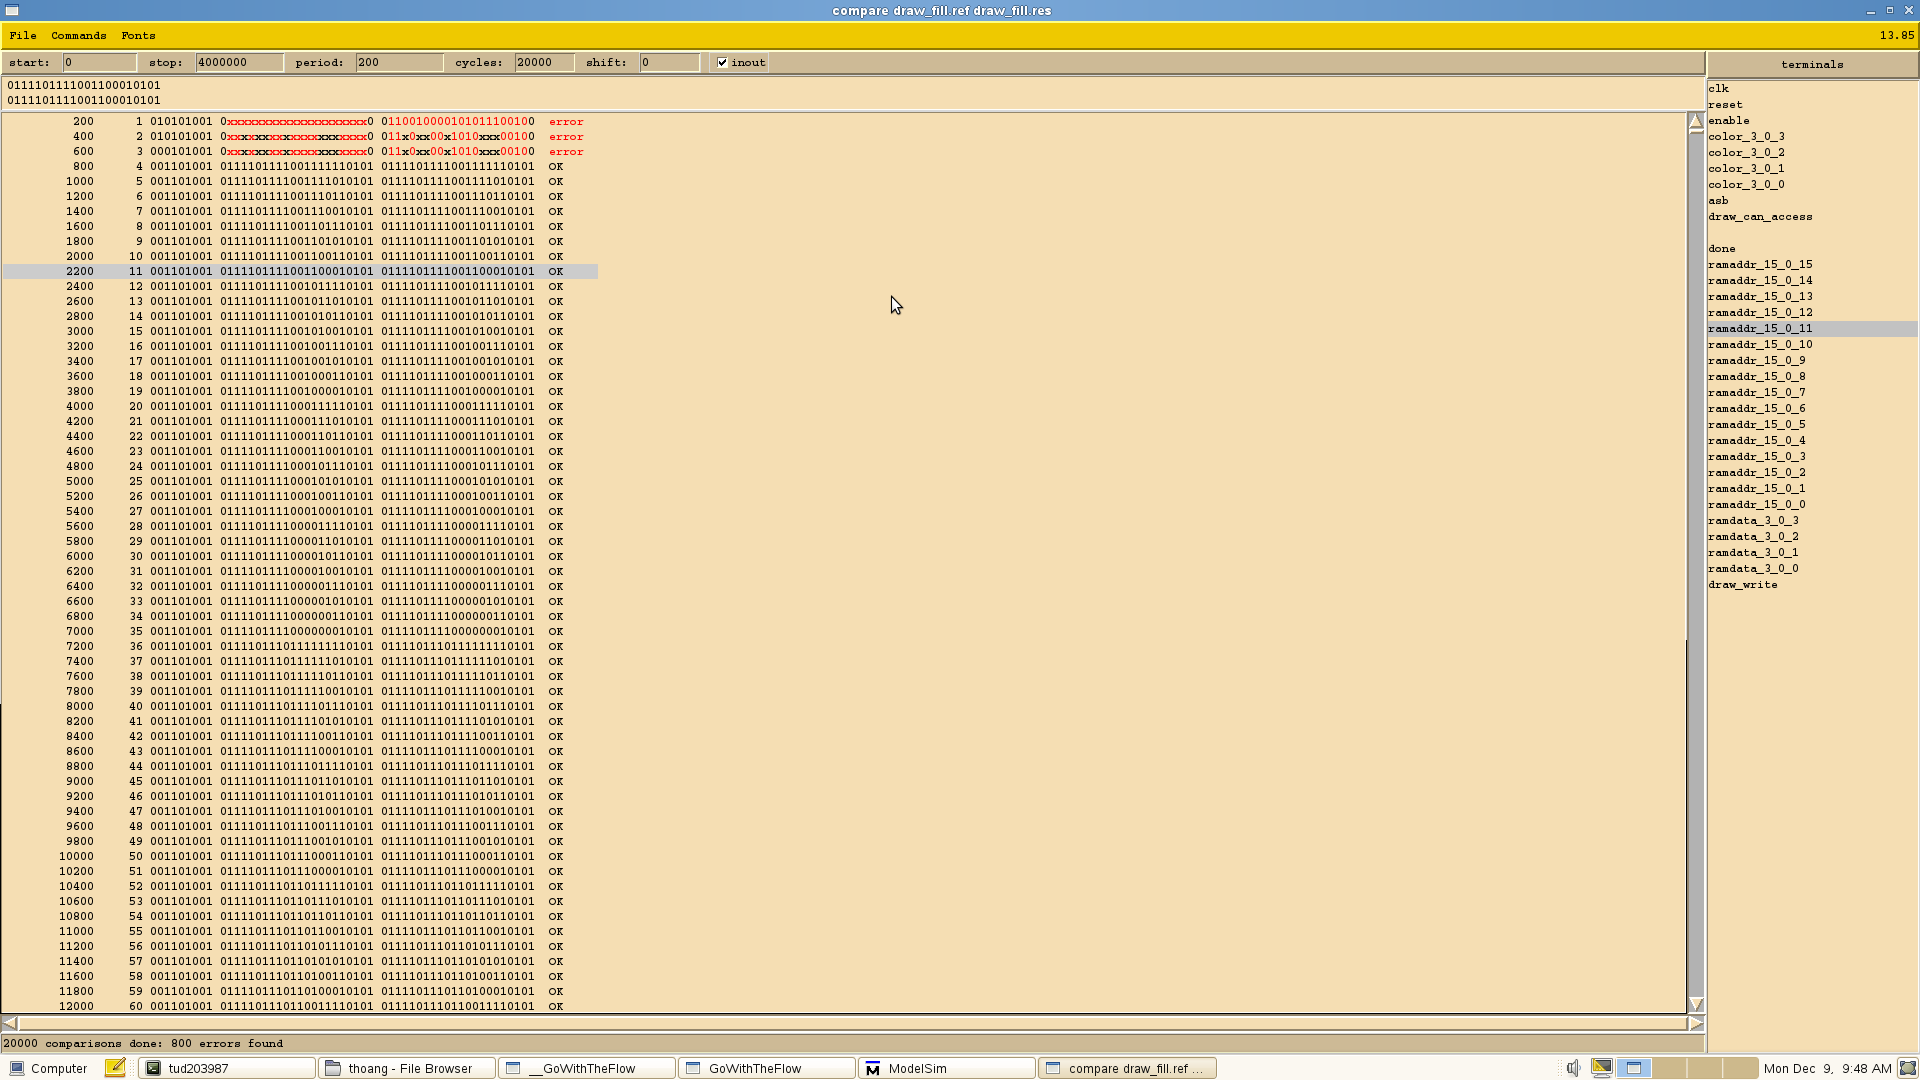 compare draw_fill.ref draw_fill.res
File Commands Fonts 13.85
start: 0 stop: 4000000 period: 200 cycles: 20000 shift: 0 inout
terminals
0111101111001100010101
0111101111001100010101
200 1 010101001 0xxxxxxxxxxxxxxxxxxxx0 0110010000101011100100 error
400 2 010101001 0xxxxxxxxxxxxxxxxxxxx0 011x0xx00x1010xxx00100 error
600 3 000101001 0xxxxxxxxxxxxxxxxxxxx0 011x0xx00x1010xxx00100 error
800 4 001101001 0111101111001111110101 0111101111001111110101 OK
1000 5 001101001 0111101111001111010101 0111101111001111010101 OK
1200 6 001101001 0111101111001110110101 0111101111001110110101 OK
1400 7 001101001 0111101111001110010101 0111101111001110010101 OK
1600 8 001101001 0111101111001101110101 0111101111001101110101 OK
1800 9 001101001 0111101111001101010101 0111101111001101010101 OK
2000 10 001101001 0111101111001100110101 0111101111001100110101 OK
2200 11 001101001 0111101111001100010101 0111101111001100010101 OK
2400 12 001101001 0111101111001011110101 0111101111001011110101 OK
2600 13 001101001 0111101111001011010101 0111101111001011010101 OK
2800 14 001101001 0111101111001010110101 0111101111001010110101 OK
3000 15 001101001 0111101111001010010101 0111101111001010010101 OK
3200 16 001101001 0111101111001001110101 0111101111001001110101 OK
3400 17 001101001 0111101111001001010101 0111101111001001010101 OK
3600 18 001101001 0111101111001000110101 0111101111001000110101 OK
3800 19 001101001 0111101111001000010101 0111101111001000010101 OK
4000 20 001101001 0111101111000111110101 0111101111000111110101 OK
4200 21 001101001 0111101111000111010101 0111101111000111010101 OK
4400 22 001101001 0111101111000110110101 0111101111000110110101 OK
4600 23 001101001 0111101111000110010101 0111101111000110010101 OK
4800 24 001101001 0111101111000101110101 0111101111000101110101 OK
5000 25 001101001 0111101111000101010101 0111101111000101010101 OK
5200 26 001101001 0111101111000100110101 0111101111000100110101 OK
5400 27 001101001 0111101111000100010101 0111101111000100010101 OK
5600 28 001101001 0111101111000011110101 0111101111000011110101 OK
5800 29 001101001 0111101111000011010101 0111101111000011010101 OK
6000 30 001101001 0111101111000010110101 0111101111000010110101 OK
6200 31 001101001 0111101111000010010101 0111101111000010010101 OK
6400 32 001101001 0111101111000001110101 0111101111000001110101 OK
6600 33 001101001 0111101111000001010101 0111101111000001010101 OK
6800 34 001101001 0111101111000000110101 0111101111000000110101 OK
7000 35 001101001 0111101111000000010101 0111101111000000010101 OK
7200 36 001101001 0111101110111111110101 0111101110111111110101 OK
7400 37 001101001 0111101110111111010101 0111101110111111010101 OK
7600 38 001101001 0111101110111110110101 0111101110111110110101 OK
7800 39 001101001 0111101110111110010101 0111101110111110010101 OK
8000 40 001101001 0111101110111101110101 0111101110111101110101 OK
8200 41 001101001 0111101110111101010101 0111101110111101010101 OK
8400 42 001101001 0111101110111100110101 0111101110111100110101 OK
8600 43 001101001 0111101110111100010101 0111101110111100010101 OK
8800 44 001101001 0111101110111011110101 0111101110111011110101 OK
9000 45 001101001 0111101110111011010101 0111101110111011010101 OK
9200 46 001101001 0111101110111010110101 0111101110111010110101 OK
9400 47 001101001 0111101110111010010101 0111101110111010010101 OK
9600 48 001101001 0111101110111001110101 0111101110111001110101 OK
9800 49 001101001 0111101110111001010101 0111101110111001010101 OK
10000 50 001101001 0111101110111000110101 0111101110111000110101 OK
10200 51 001101001 0111101110111000010101 0111101110111000010101 OK
10400 52 001101001 0111101110110111110101 0111101110110111110101 OK
10600 53 001101001 0111101110110111010101 0111101110110111010101 OK
10800 54 001101001 0111101110110110110101 0111101110110110110101 OK
11000 55 001101001 0111101110110110010101 0111101110110110010101 OK
11200 56 001101001 0111101110110101110101 0111101110110101110101 OK
11400 57 001101001 0111101110110101010101 0111101110110101010101 OK
11600 58 001101001 0111101110110100110101 0111101110110100110101 OK
11800 59 001101001 0111101110110100010101 0111101110110100010101 OK
12000 60 001101001 0111101110110011110101 0111101110110011110101 OK
clk
reset
enable
color_3_0_3
color_3_0_2
color_3_0_1
color_3_0_0
asb
draw_can_access
done
ramaddr_15_0_15
ramaddr_15_0_14
ramaddr_15_0_13
ramaddr_15_0_12
ramaddr_15_0_11
ramaddr_15_0_10
ramaddr_15_0_9
ramaddr_15_0_8
ramaddr_15_0_7
ramaddr_15_0_6
ramaddr_15_0_5
ramaddr_15_0_4
ramaddr_15_0_3
ramaddr_15_0_2
ramaddr_15_0_1
ramaddr_15_0_0
ramdata_3_0_3
ramdata_3_0_2
ramdata_3_0_1
ramdata_3_0_0
draw_write
20000 comparisons done: 800 errors found
Computer tud203987 thoang - File Browser __GoWithTheFlow GoWithTheFlow ModelSim compare draw_fill.ref ... Mon Dec 9, 9:48 AM